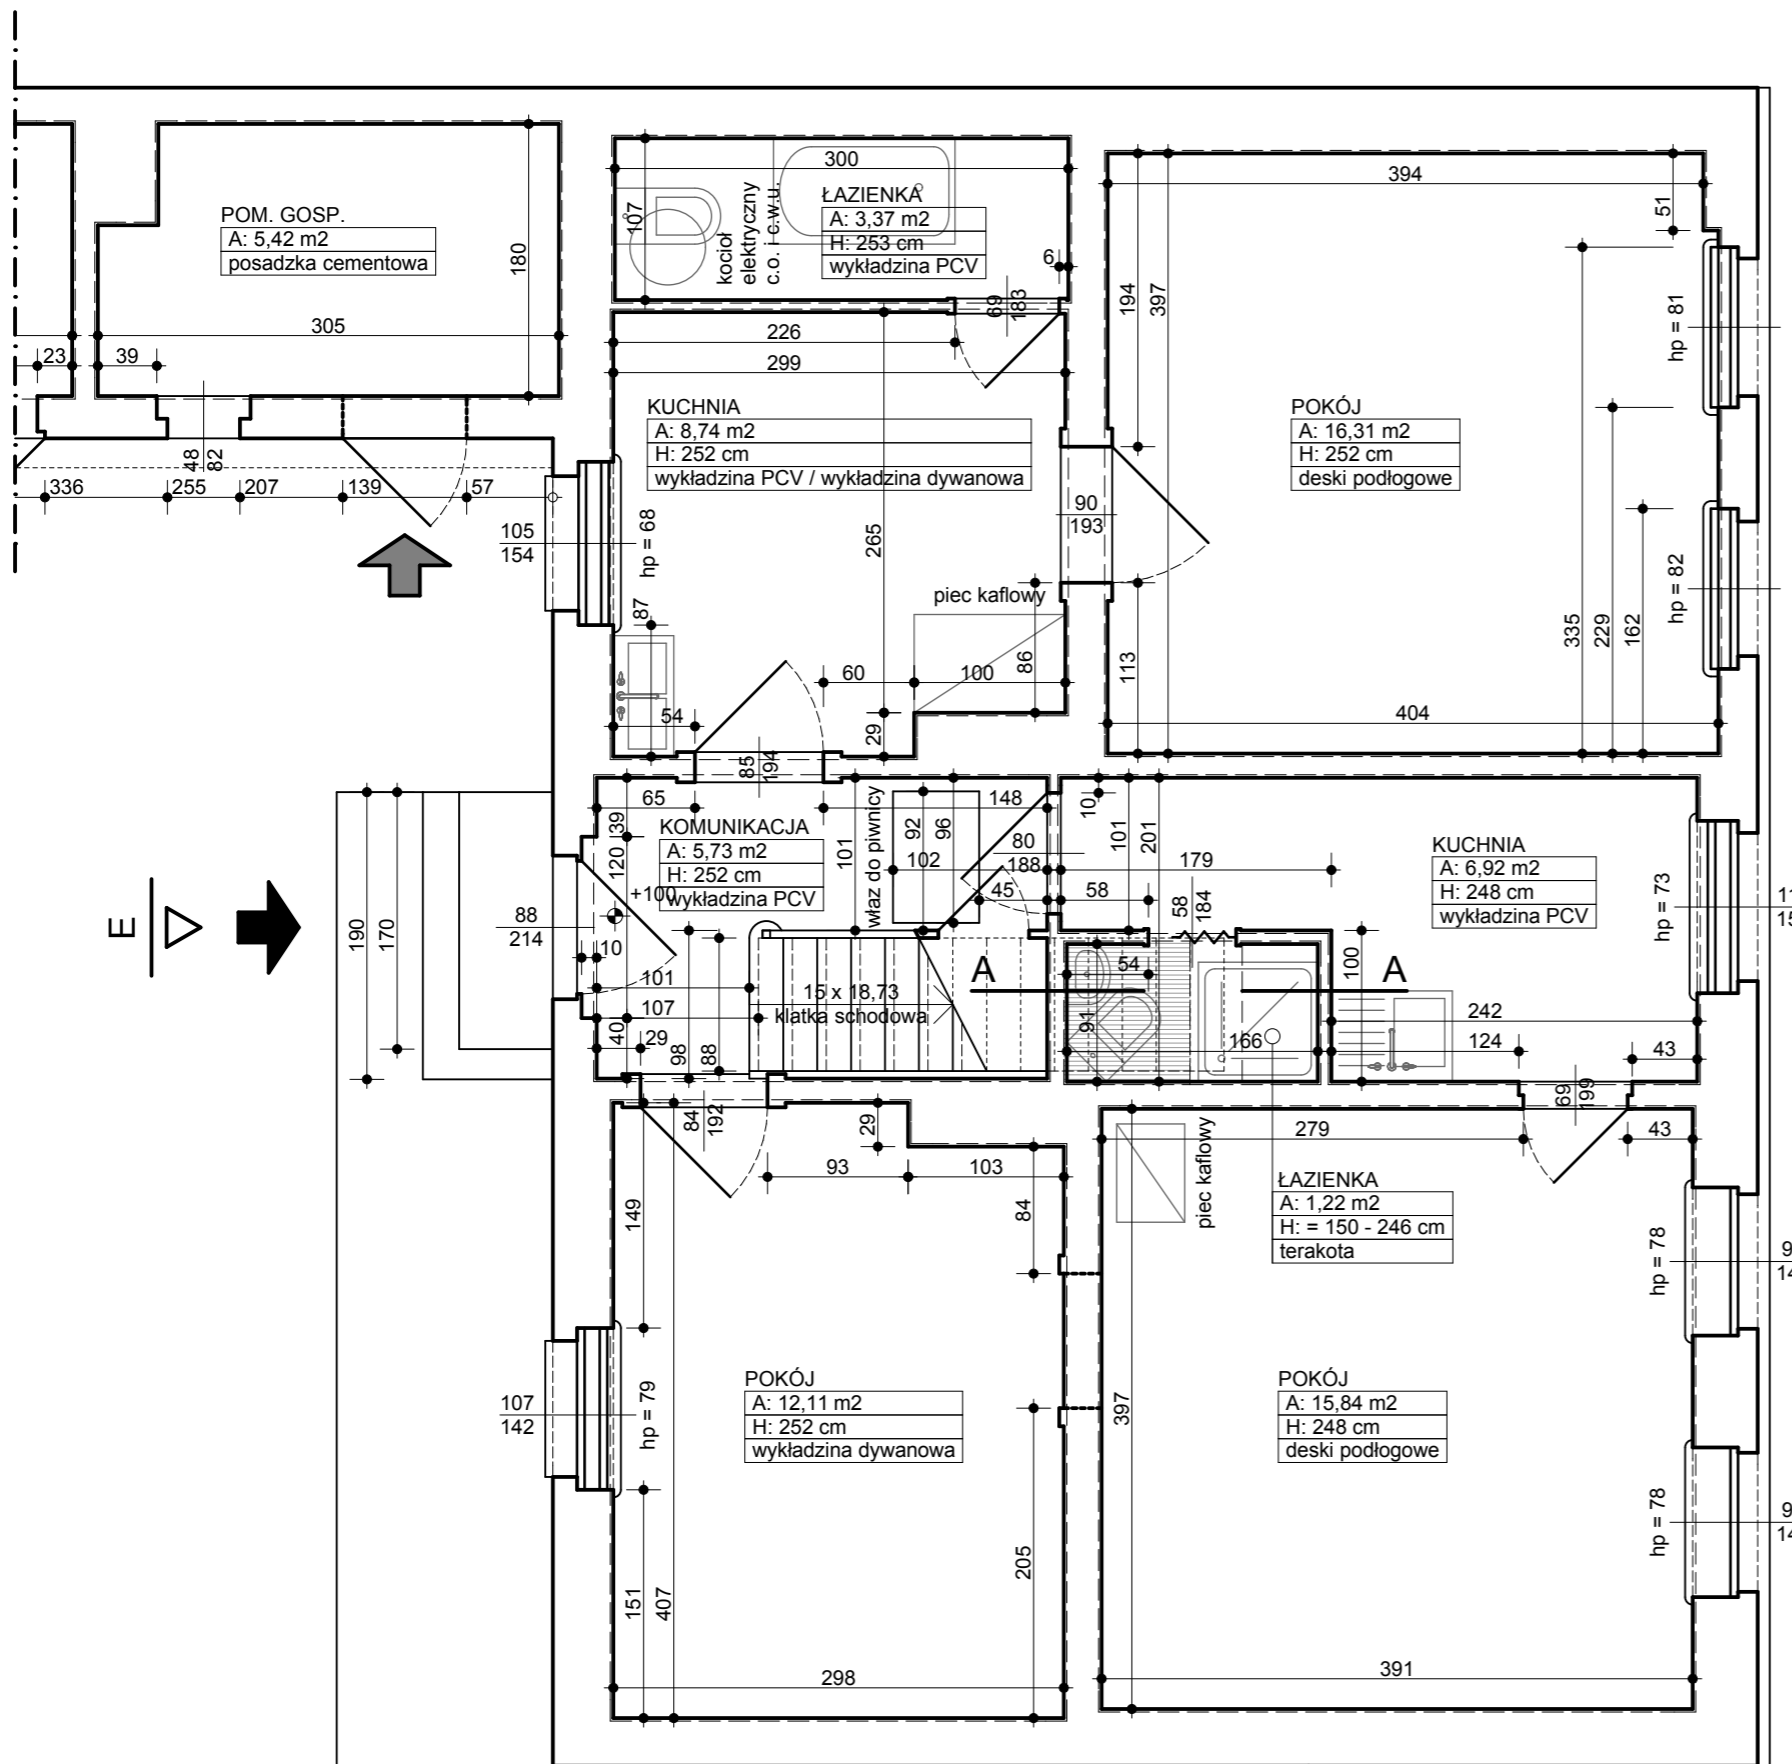 POM. GOSP.
A: 5,42 m2
posadzka cementowa
180
305
23
39
48
82
336
255
207
139
57
300
107
kocioł
elektryczny
c.o. i c.w.u.
ŁAZIENKA
A: 3,37 m2
H: 253 cm
wykładzina PCV
6
69
183
226
299
KUCHNIA
A: 8,74 m2
H: 252 cm
wykładzina PCV / wykładzina dywanowa
105
154
hp = 68
87
265
piec kaflowy
86
60
100
54
29
85
194
90
193
394
51
194
397
hp = 81
POKÓJ
A: 16,31 m2
H: 252 cm
deski podłogowe
335
229
162
hp = 82
113
404
65
148
39
120
KOMUNIKACJA
A: 5,73 m2
H: 252 cm
wykładzina PCV
+100
101
właz do piwnicy
92
96
102
80
188
45
10
101
201
179
58
58
184
KUCHNIA
A: 6,92 m2
H: 248 cm
wykładzina PCV
hp = 73
11
15
E
190
170
88
214
10
101
107
40
29
98
88
15 x 18,73
klatka schodowa
A
54
91
166
A
100
242
124
43
69
199
84
192
29
93
103
84
149
piec kaflowy
279
43
ŁAZIENKA
A: 1,22 m2
H: = 150 - 246 cm
terakota
hp = 78
9
14
107
142
hp = 79
POKÓJ
A: 12,11 m2
H: 252 cm
wykładzina dywanowa
397
POKÓJ
A: 15,84 m2
H: 248 cm
deski podłogowe
hp = 78
9
14
151
407
205
298
391